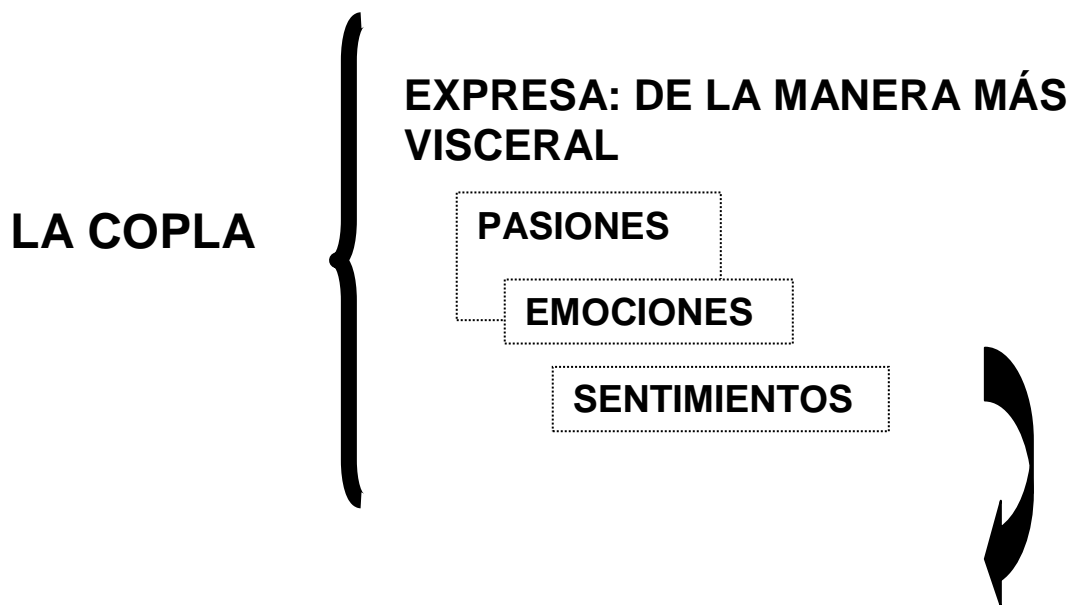 LA COPLA
EXPRESA: DE LA MANERA MÁS
VISCERAL
PASIONES
EMOCIONES
SENTIMIENTOS